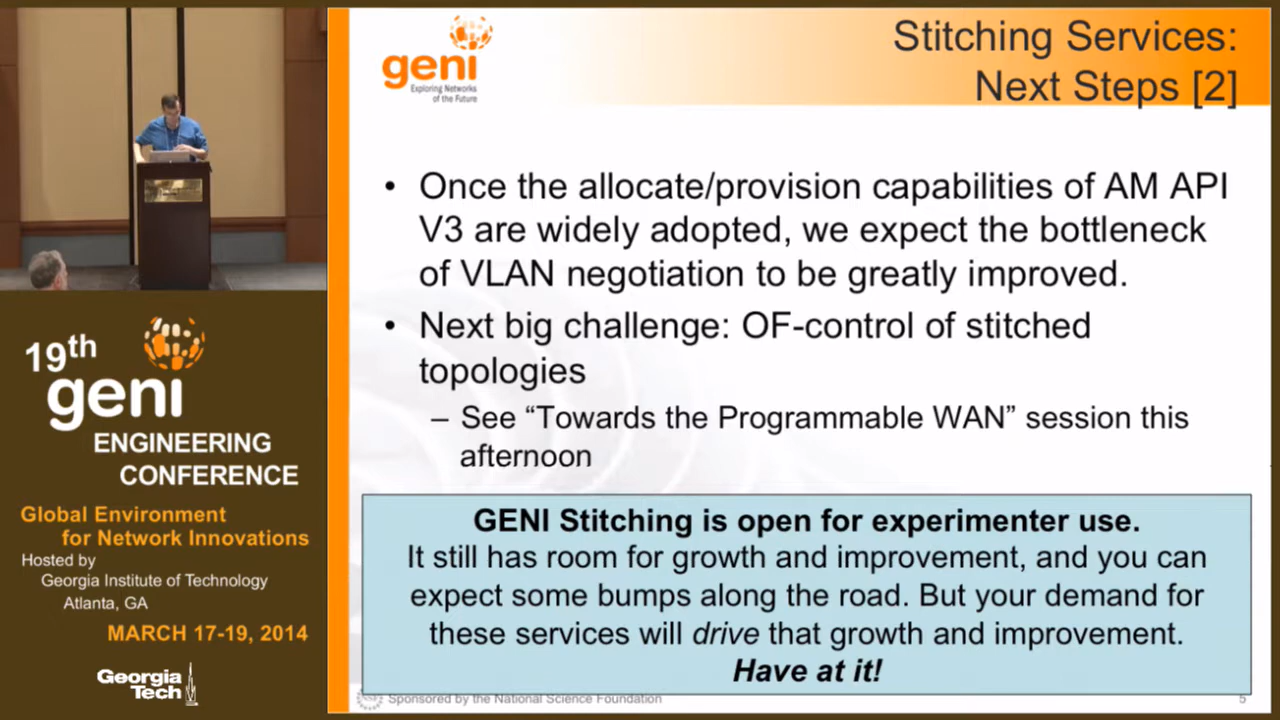 geni
Exploring Networks
of the Future
Stitching Services:
Next Steps [2]
• Once the allocate/provision capabilities of AM API
V3 are widely adopted, we expect the bottleneck
of VLAN negotiation to be greatly improved.
• Next big challenge: OF-control of stitched
topologies
– See “Towards the Programmable WAN” session this
afternoon
GENI Stitching is open for experimenter use.
It still has room for growth and improvement, and you can
expect some bumps along the road. But your demand for
these services will drive that growth and improvement.
Have at it!
Sponsored by the National Science Foundation
5
19th
geni
ENGINEERING
CONFERENCE
Global Environment
for Network Innovations
Hosted by
Georgia Institute of Technology
Atlanta, GA
MARCH 17-19, 2014
Georgia
Tech